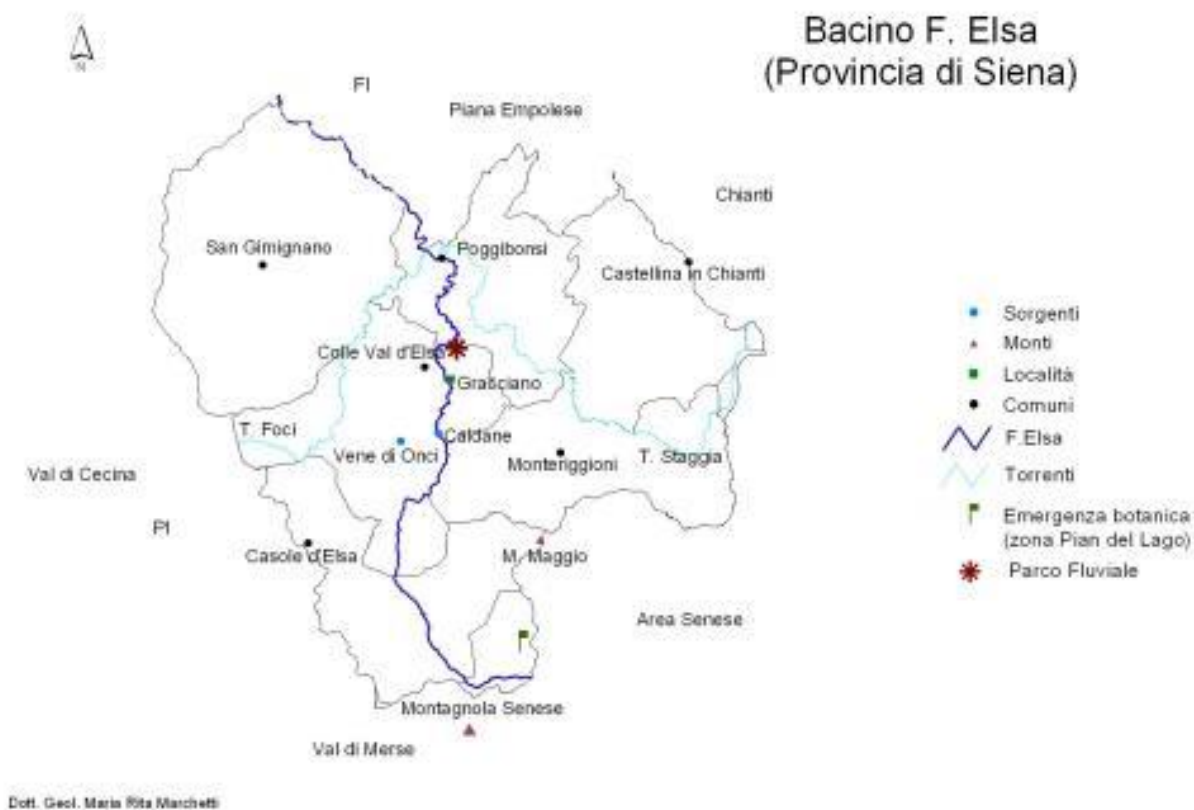 Bacino F. Elsa
(Provincia di Siena)
N
FI
Piana Empolese
Chianti
San Gimignano
Poggibonsi
Castellina in Chianti
Colle Val d'Elsa
Grasciano
T. Foci
Caldane
Vene di Onci
Monteriggioni
T. Staggia
Val di Cecina
PI
Casole d'Elsa
M. Maggio
Area Senese
Montagnola Senese
Val di Merse
Sorgenti
Monti
Località
Comuni
F.Elsa
Torrenti
Emergenza botanica
(zona Pian del Lago)
Parco Fluviale
Dott. Geol. Maria Rita Marchetti